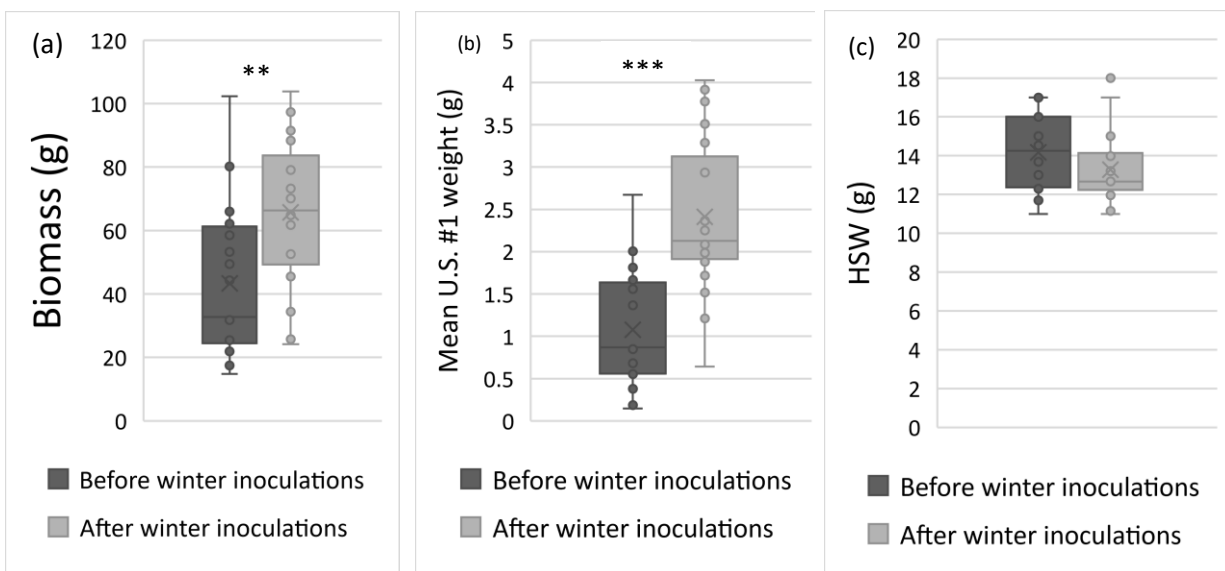 (a)
Biomass (g)
120
100
80
60
40
20
0
**
Before winter inoculations
After winter inoculations
(b)
Mean U.S. #1 weight (g)
5
4.5
4
3.5
3
2.5
2
1.5
1
0.5
0
***
Before winter inoculations
After winter inoculations
(c)
HSW (g)
20
18
16
14
12
10
8
6
4
2
0
Before winter inoculations
After winter inoculations